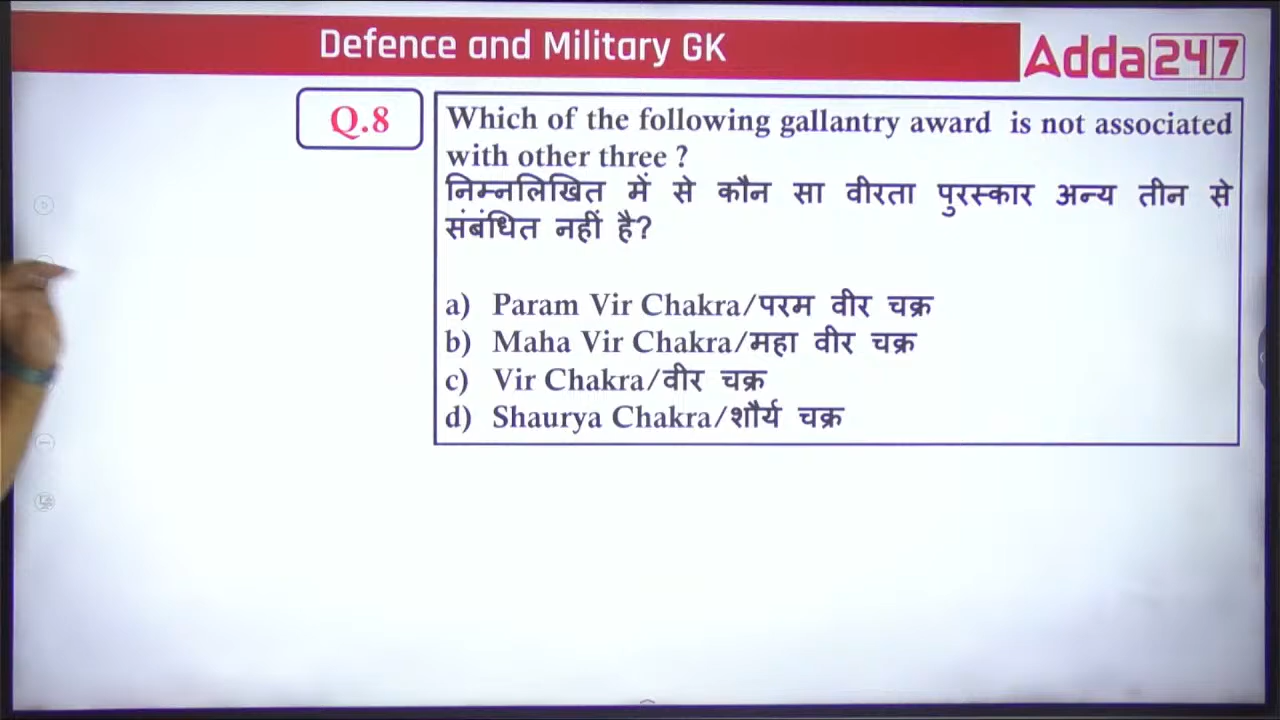 Defence and Military GK
Adda247
Q.8
Which of the following gallantry award is not associated
with other three ?
निम्नलिखित में से कौन सा वीरता पुरस्कार अन्य तीन से
संबंधित नहीं है?
a) Param Vir Chakra/परम वीर चक्र
b) Maha Vir Chakra/महा वीर चक्र
c) Vir Chakra/वीर चक्र
d) Shaurya Chakra/शौर्य चक्र